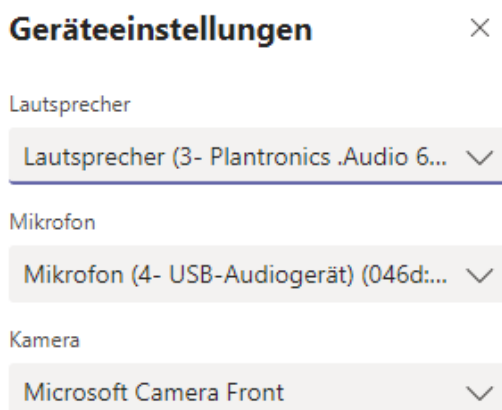 Geräteeinstellungen
Lautsprecher
Lautsprecher (3- Plantronics .Audio 6...
Mikrofon
Mikrofon (4- USB-Audiogerät) (046d:...
Kamera
Microsoft Camera Front